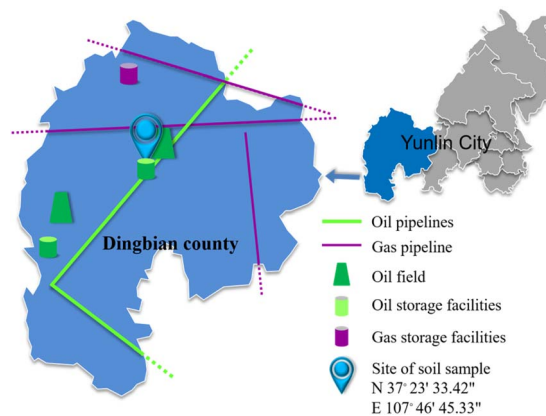 Yunlin City
Dingbian county
Oil pipelines
Gas pipeline
Oil field
Oil storage facilities
Gas storage facilities
Site of soil sample
N 37° 23' 33.42"
E 107° 46' 45.33"